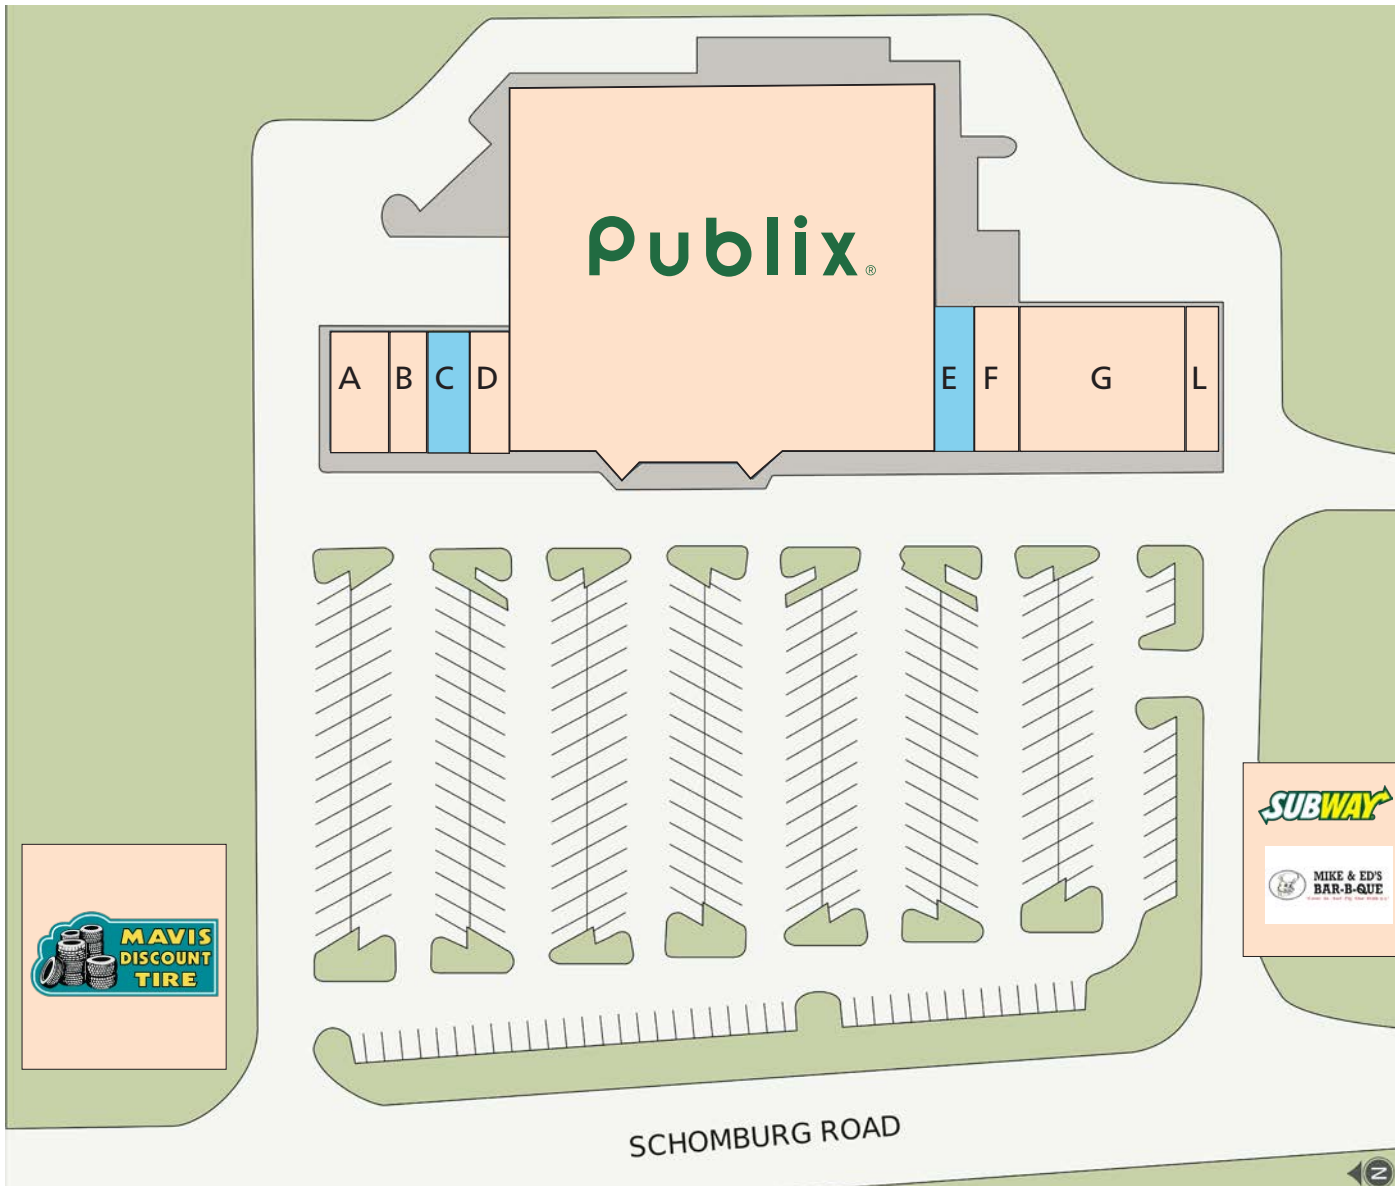 Publix®
A B C D E F G L
SUBWAY
MIKE & ED'S
BAR-B-QUE
MAVIS
DISCOUNT
TIRE
SCHOMBURG ROAD
N